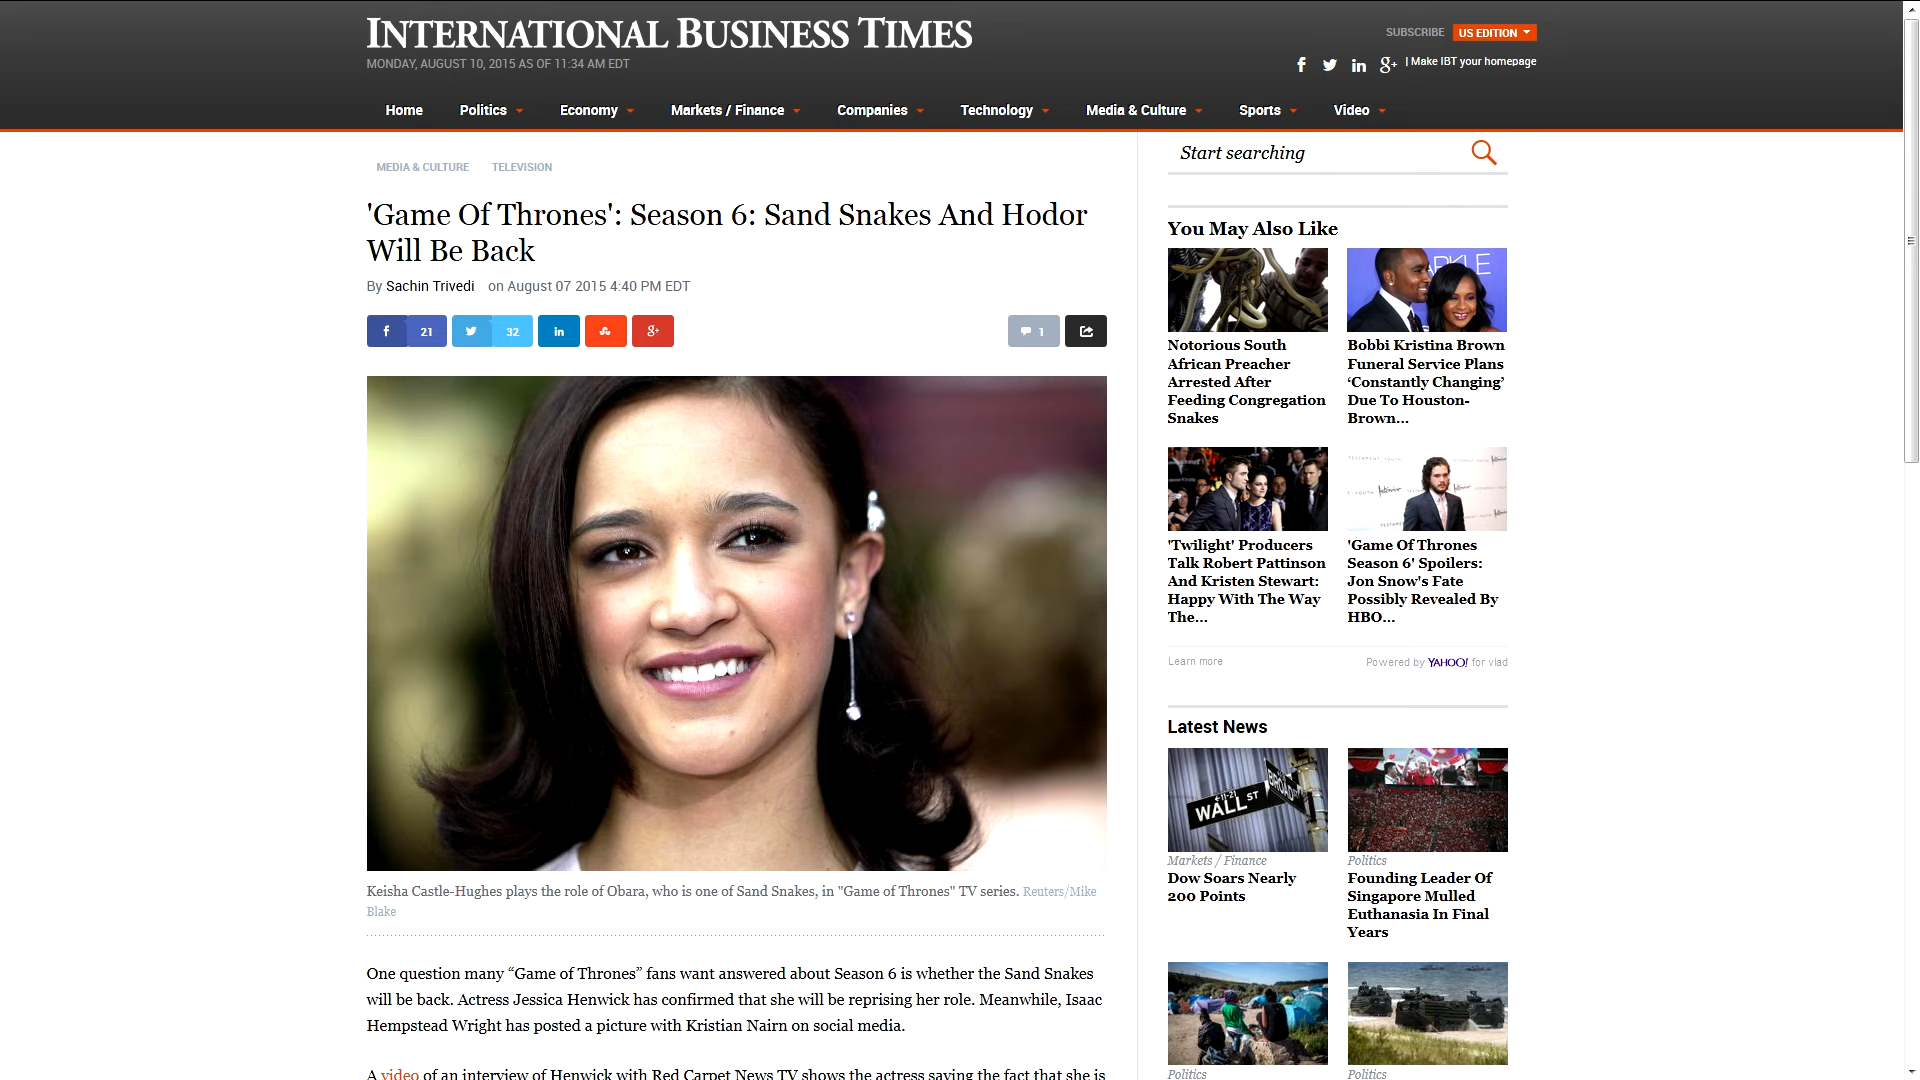 INTERNATIONAL BUSINESS TIMES
MONDAY, AUGUST 10, 2015 AS OF 11:34 AM EDT
SUBSCRIBE
US EDITION
| Make IBT your homepage
Home
Politics
Economy
Markets / Finance
Companies
Technology
Media & Culture
Sports
Video
MEDIA & CULTURE
TELEVISION
'Game Of Thrones': Season 6: Sand Snakes And Hodor
Will Be Back
By Sachin Trivedi on August 07 2015 4:40 PM EDT
21
32
1
Keisha Castle-Hughes plays the role of Obara, who is one of Sand Snakes, in "Game of Thrones" TV series. Reuters/Mike
Blake
One question many “Game of Thrones” fans want answered about Season 6 is whether the Sand Snakes
will be back. Actress Jessica Henwick has confirmed that she will be reprising her role. Meanwhile, Isaac
Hempstead Wright has posted a picture with Kristian Nairn on social media.
A video of an interview of Henwick with Red Carpet News TV shows the actress saying the fact that she is
Start searching
You May Also Like
Notorious South
African Preacher
Arrested After
Feeding Congregation
Snakes
Bobbi Kristina Brown
Funeral Service Plans
‘Constantly Changing’
Due To Houston-
Brown...
'Twilight' Producers
Talk Robert Pattinson
And Kristen Stewart:
Happy With The Way
The...
'Game Of Thrones
Season 6' Spoilers:
Jon Snow's Fate
Possibly Revealed By
HBO...
Learn more
Powered by YAHOO! for vlad
Latest News
WALL ST
Markets / Finance
Dow Soars Nearly
200 Points
Politics
Founding Leader Of
Singapore Mulled
Euthanasia In Final
Years
Politics
Politics